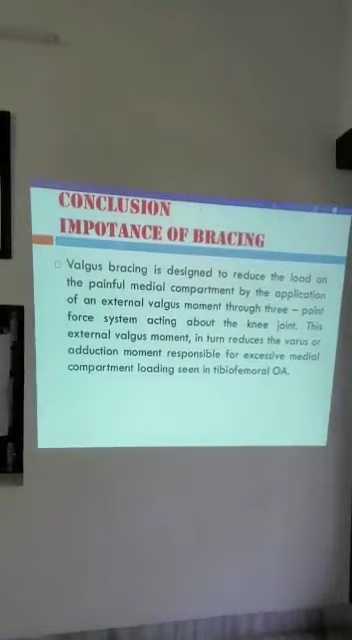 CONCLUSION
IMPOTANCE OF BRACING
Valgus bracing is designed to reduce the load on
the painful medial compartment by the application
of an external valgus moment through three – point
force system acting about the knee joint. This
external valgus moment, in turn reduces the varus or
adduction moment responsible for excessive medial
compartment loading seen in tibiofemoral OA.